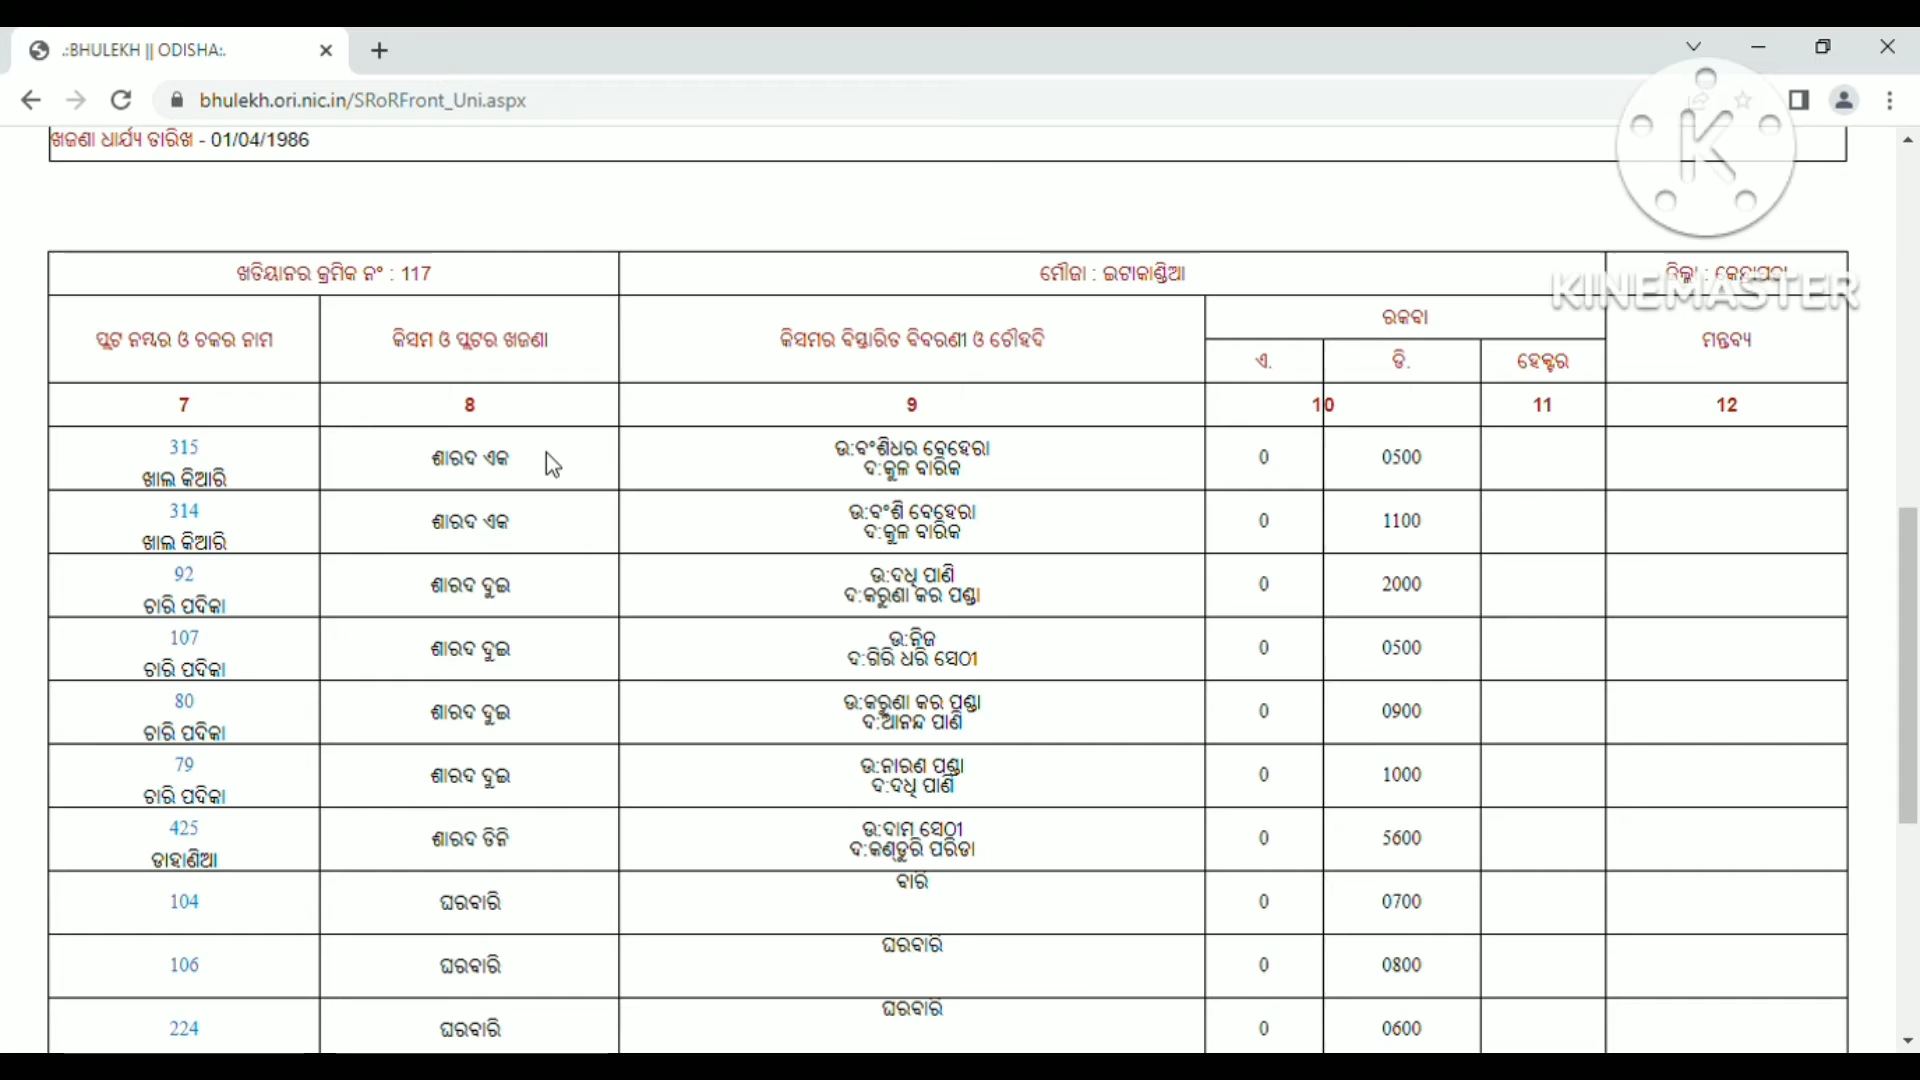 .:BHULEKH || ODISHA:.
bhulekh.ori.nic.in/SRoRFront_Uni.aspx
ଖଜଣା ଧାର୍ଯ୍ୟ ତାରିଖ - 01/04/1986
K
KINEMASTER
ଖତିୟାନର କ୍ରମିକ ନଂ : 117 ମୌଜା : ଇଟାକାଣ୍ଡିଆ ଜିଲ୍ଲା : କେନ୍ଦ୍ରାପଡା
ପ୍ଲଟ ନମ୍ବର ଓ ଚକର ନାମ କିସମ ଓ ପ୍ଲଟର ଖଜଣା କିସମର ବିସ୍ତାରିତ ବିବରଣୀ ଓ ଚୌହଦି ରକବା ମନ୍ତବ୍ୟ
ଏ. ଡି. ହେକ୍ଟର
7 8 9 10 11 12
315 ଶାରଦ ଏକ ଉ:ବଂଶିଧର ବେହେରା 0 0500
ଖାଲ କିଆରି ଦ:କୁଳ ବାରିକ
314 ଶାରଦ ଏକ ଉ:ବଂଶି ବେହେରା 0 1100
ଖାଲ କିଆରି ଦ:କୁଳ ବାରିକ
92 ଶାରଦ ଦୁଇ ଉ:ଦଧି ପାଣି 0 2000
ଚାରି ପଦିକା ଦ:କରୁଣା କର ପଣ୍ଡା
107 ଶାରଦ ଦୁଇ ଉ:ନିଜ 0 0500
ଚାରି ପଦିକା ଦ:ଗିରି ଧରି ସେଠୀ
80 ଶାରଦ ଦୁଇ ଉ:କରୁଣା କର ପଣ୍ଡା 0 0900
ଚାରି ପଦିକା ଦ:ଆନନ୍ଦ ପାଣି
79 ଶାରଦ ଦୁଇ ଉ:ନାରଣ ପଣ୍ଡା 0 1000
ଚାରି ପଦିକା ଦ:ଦଧି ପାଣି
425 ଶାରଦ ତିନି ଉ:ଦାମ ସେଠୀ 0 5600
ଡାହାଣିଆ ଦ:କଣ୍ଡୁରି ପରିଡା
104 ଘରବାରି ବାରି 0 0700
106 ଘରବାରି ଘରବାରି 0 0800
224 ଘରବାରି ଘରବାରି 0 0600